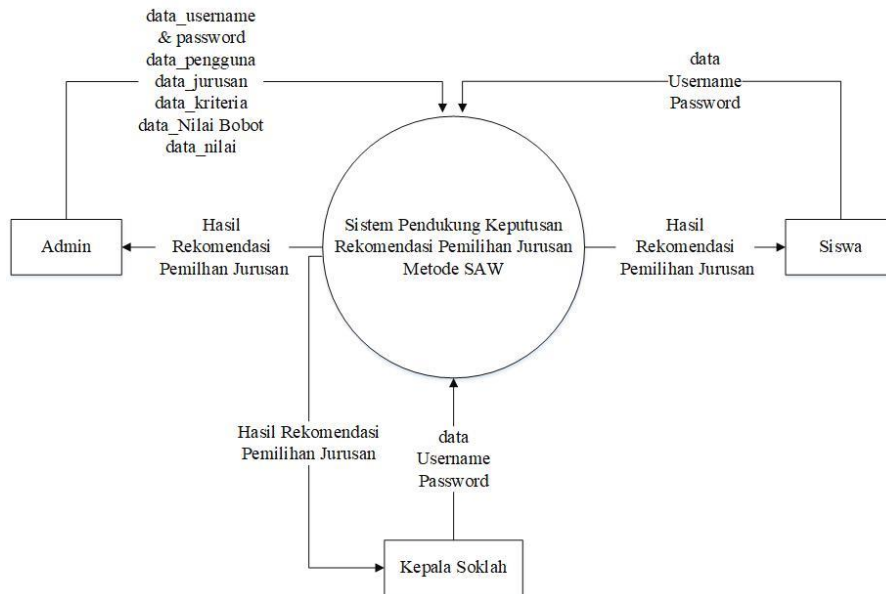 data_username
& password
data_pengguna
data_jurusan
data_kriteria
data_Nilai Bobot
data_nilai
data
Username
Password
Admin
Hasil
Rekomendasi
Pemilhan Jurusan
Sistem Pendukung Keputusan
Rekomendasi Pemilihan Jurusan
Metode SAW
Hasil
Rekomendasi
Pemilihan Jurusan
Siswa
Hasil Rekomendasi
Pemilihan Jurusan
data
Username
Password
Kepala Soklah